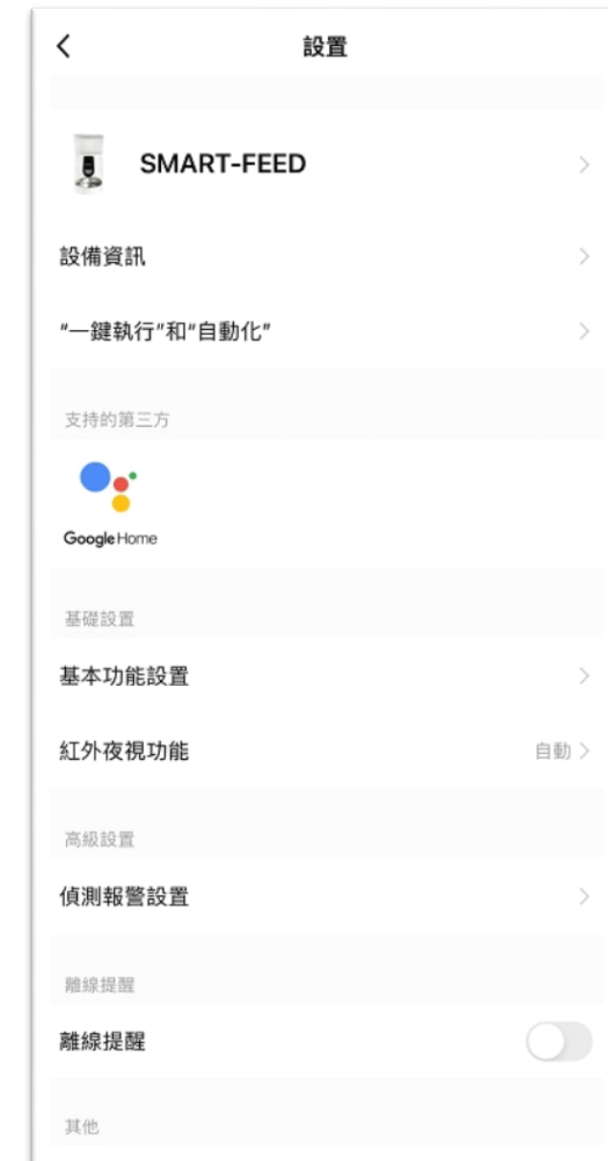 設置
SMART-FEED
設備資訊
“一鍵執行”和“自動化”
支持的第三方
Google Home
基礎設置
基本功能設置
紅外夜視功能 自動
高級設置
偵測報警設置
離線提醒
離線提醒
其他